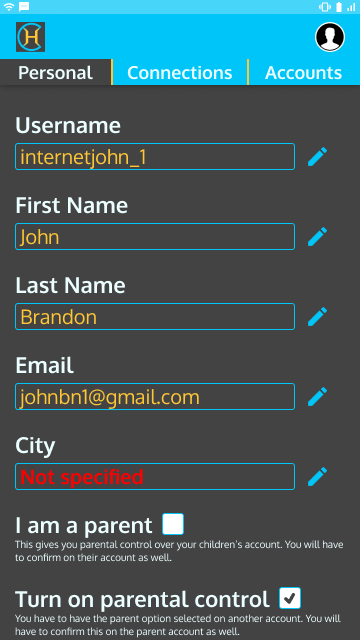 H
Personal Connections Accounts
Username
internetjohn_1
First Name
John
Last Name
Brandon
Email
johnbn1@gmail.com
City
Not specified
I am a parent
This gives you parental control over your children's account. You will have
to confirm on their account as well.
Turn on parental control
You have to have the parent option selected on another account. You will
have to confirm this on the parent account as well.